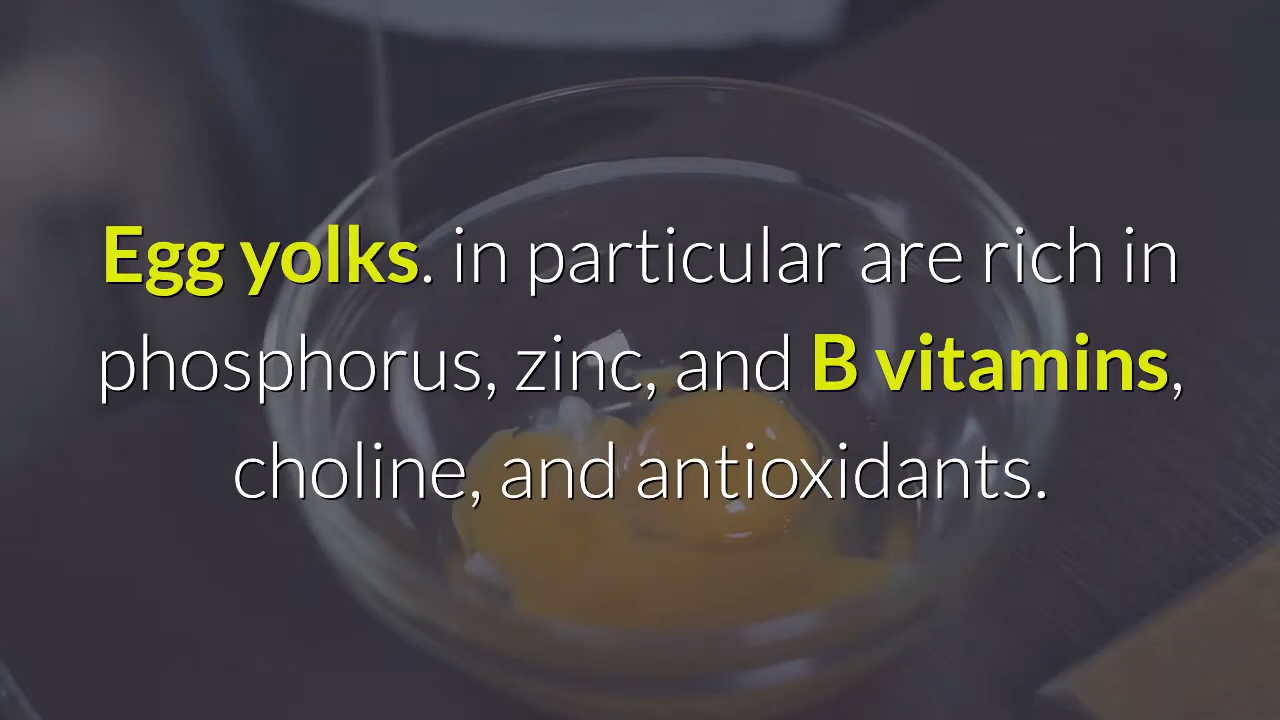 Egg yolks. in particular are rich in
phosphorus, zinc, and B vitamins,
choline, and antioxidants.